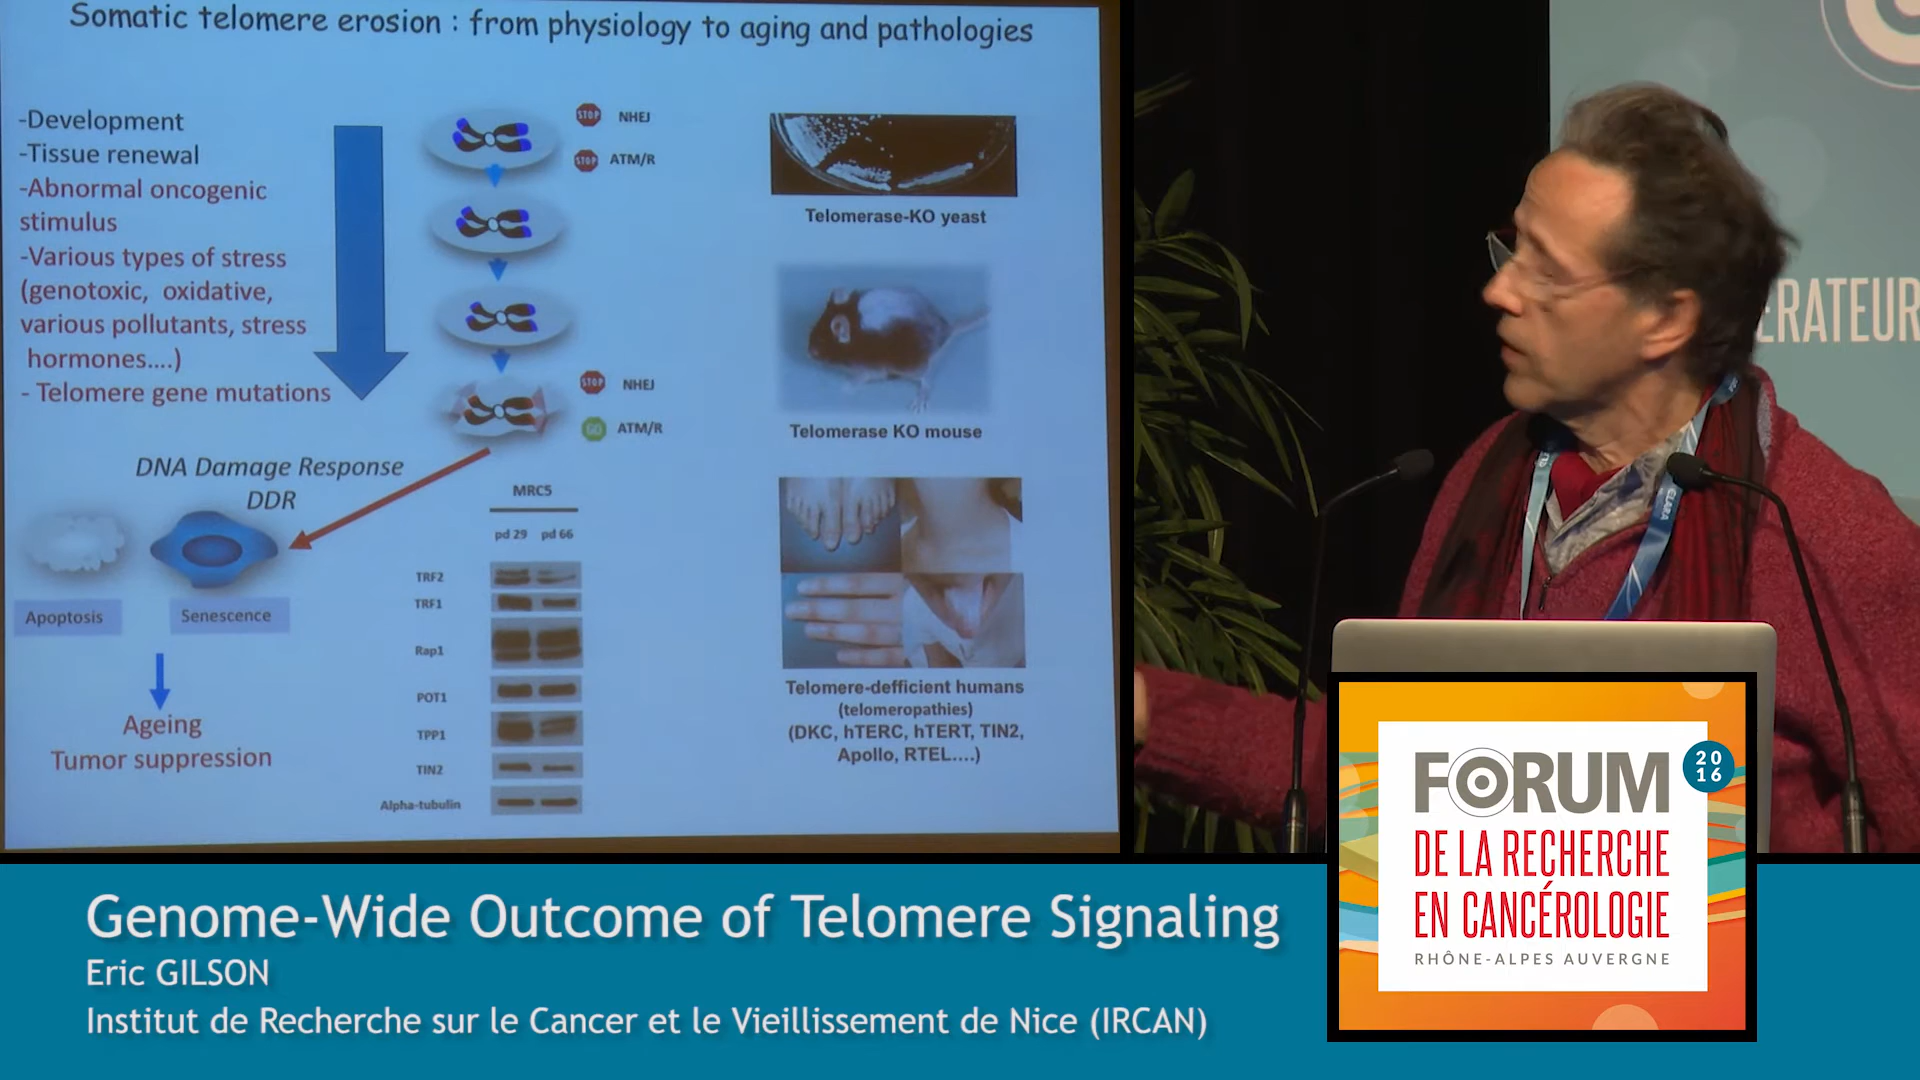 Somatic telomere erosion : from physiology to aging and pathologies
-Development
-Tissue renewal
-Abnormal oncogenic
stimulus
-Various types of stress
(genotoxic, oxidative,
various pollutants, stress
hormones....)
- Telomere gene mutations
STOP NHEJ
STOP ATM/R
STOP NHEJ
GO ATM/R
DNA Damage Response
DDR
Apoptosis
Senescence
Ageing
Tumor suppression
MRC5
pd 29 pd 66
TRF2
TRF1
Rap1
POT1
TPP1
TIN2
Alpha-tubulin
Telomerase-KO yeast
Telomerase KO mouse
Telomere-defficient humans
(telomeropathies)
(DKC, hTERC, hTERT, TIN2,
Apollo, RTEL....)
ERATEUR
CLARA
Genome-Wide Outcome of Telomere Signaling
Eric GILSON
Institut de Recherche sur le Cancer et le Vieillissement de Nice (IRCAN)
FORUM
20
16
DE LA RECHERCHE
EN CANCÉROLOGIE
RHÔNE-ALPES AUVERGNE